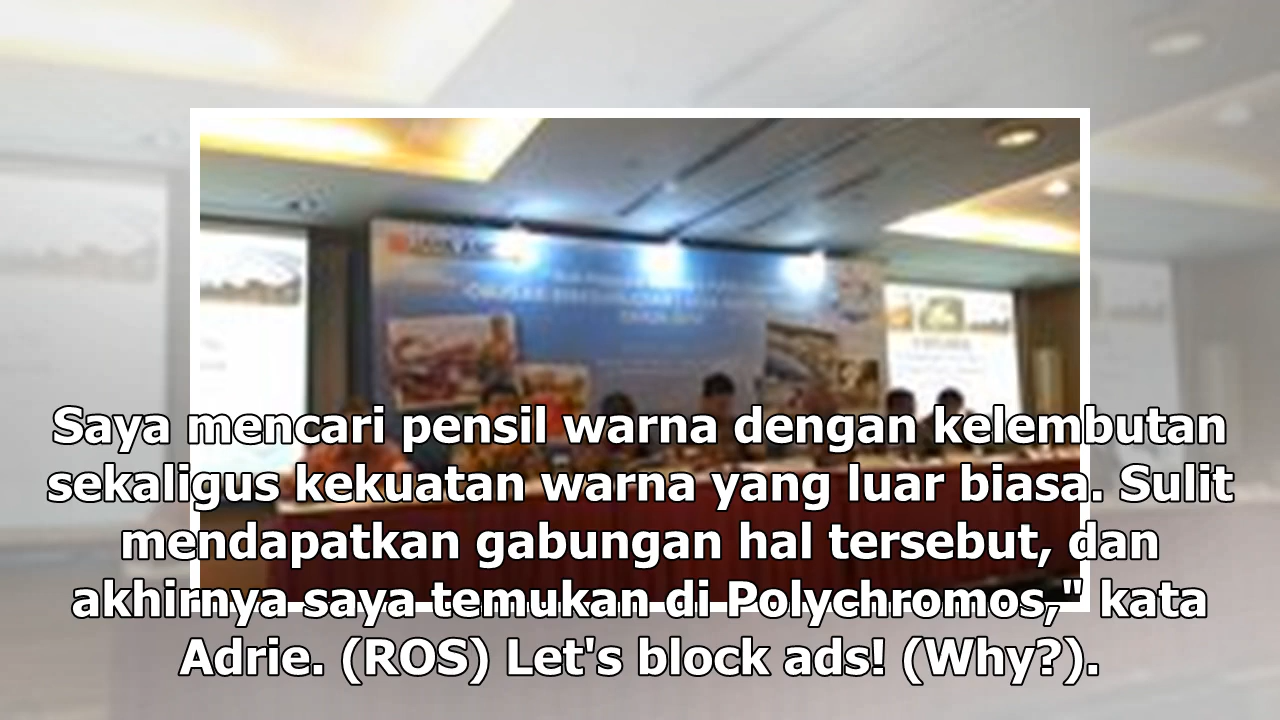 Saya mencari pensil warna dengan kelembutan
sekaligus kekuatan warna yang luar biasa. Sulit
mendapatkan gabungan hal tersebut, dan
akhirnya saya temukan di Polychromos," kata
Adrie. (ROS) Let's block ads! (Why?).